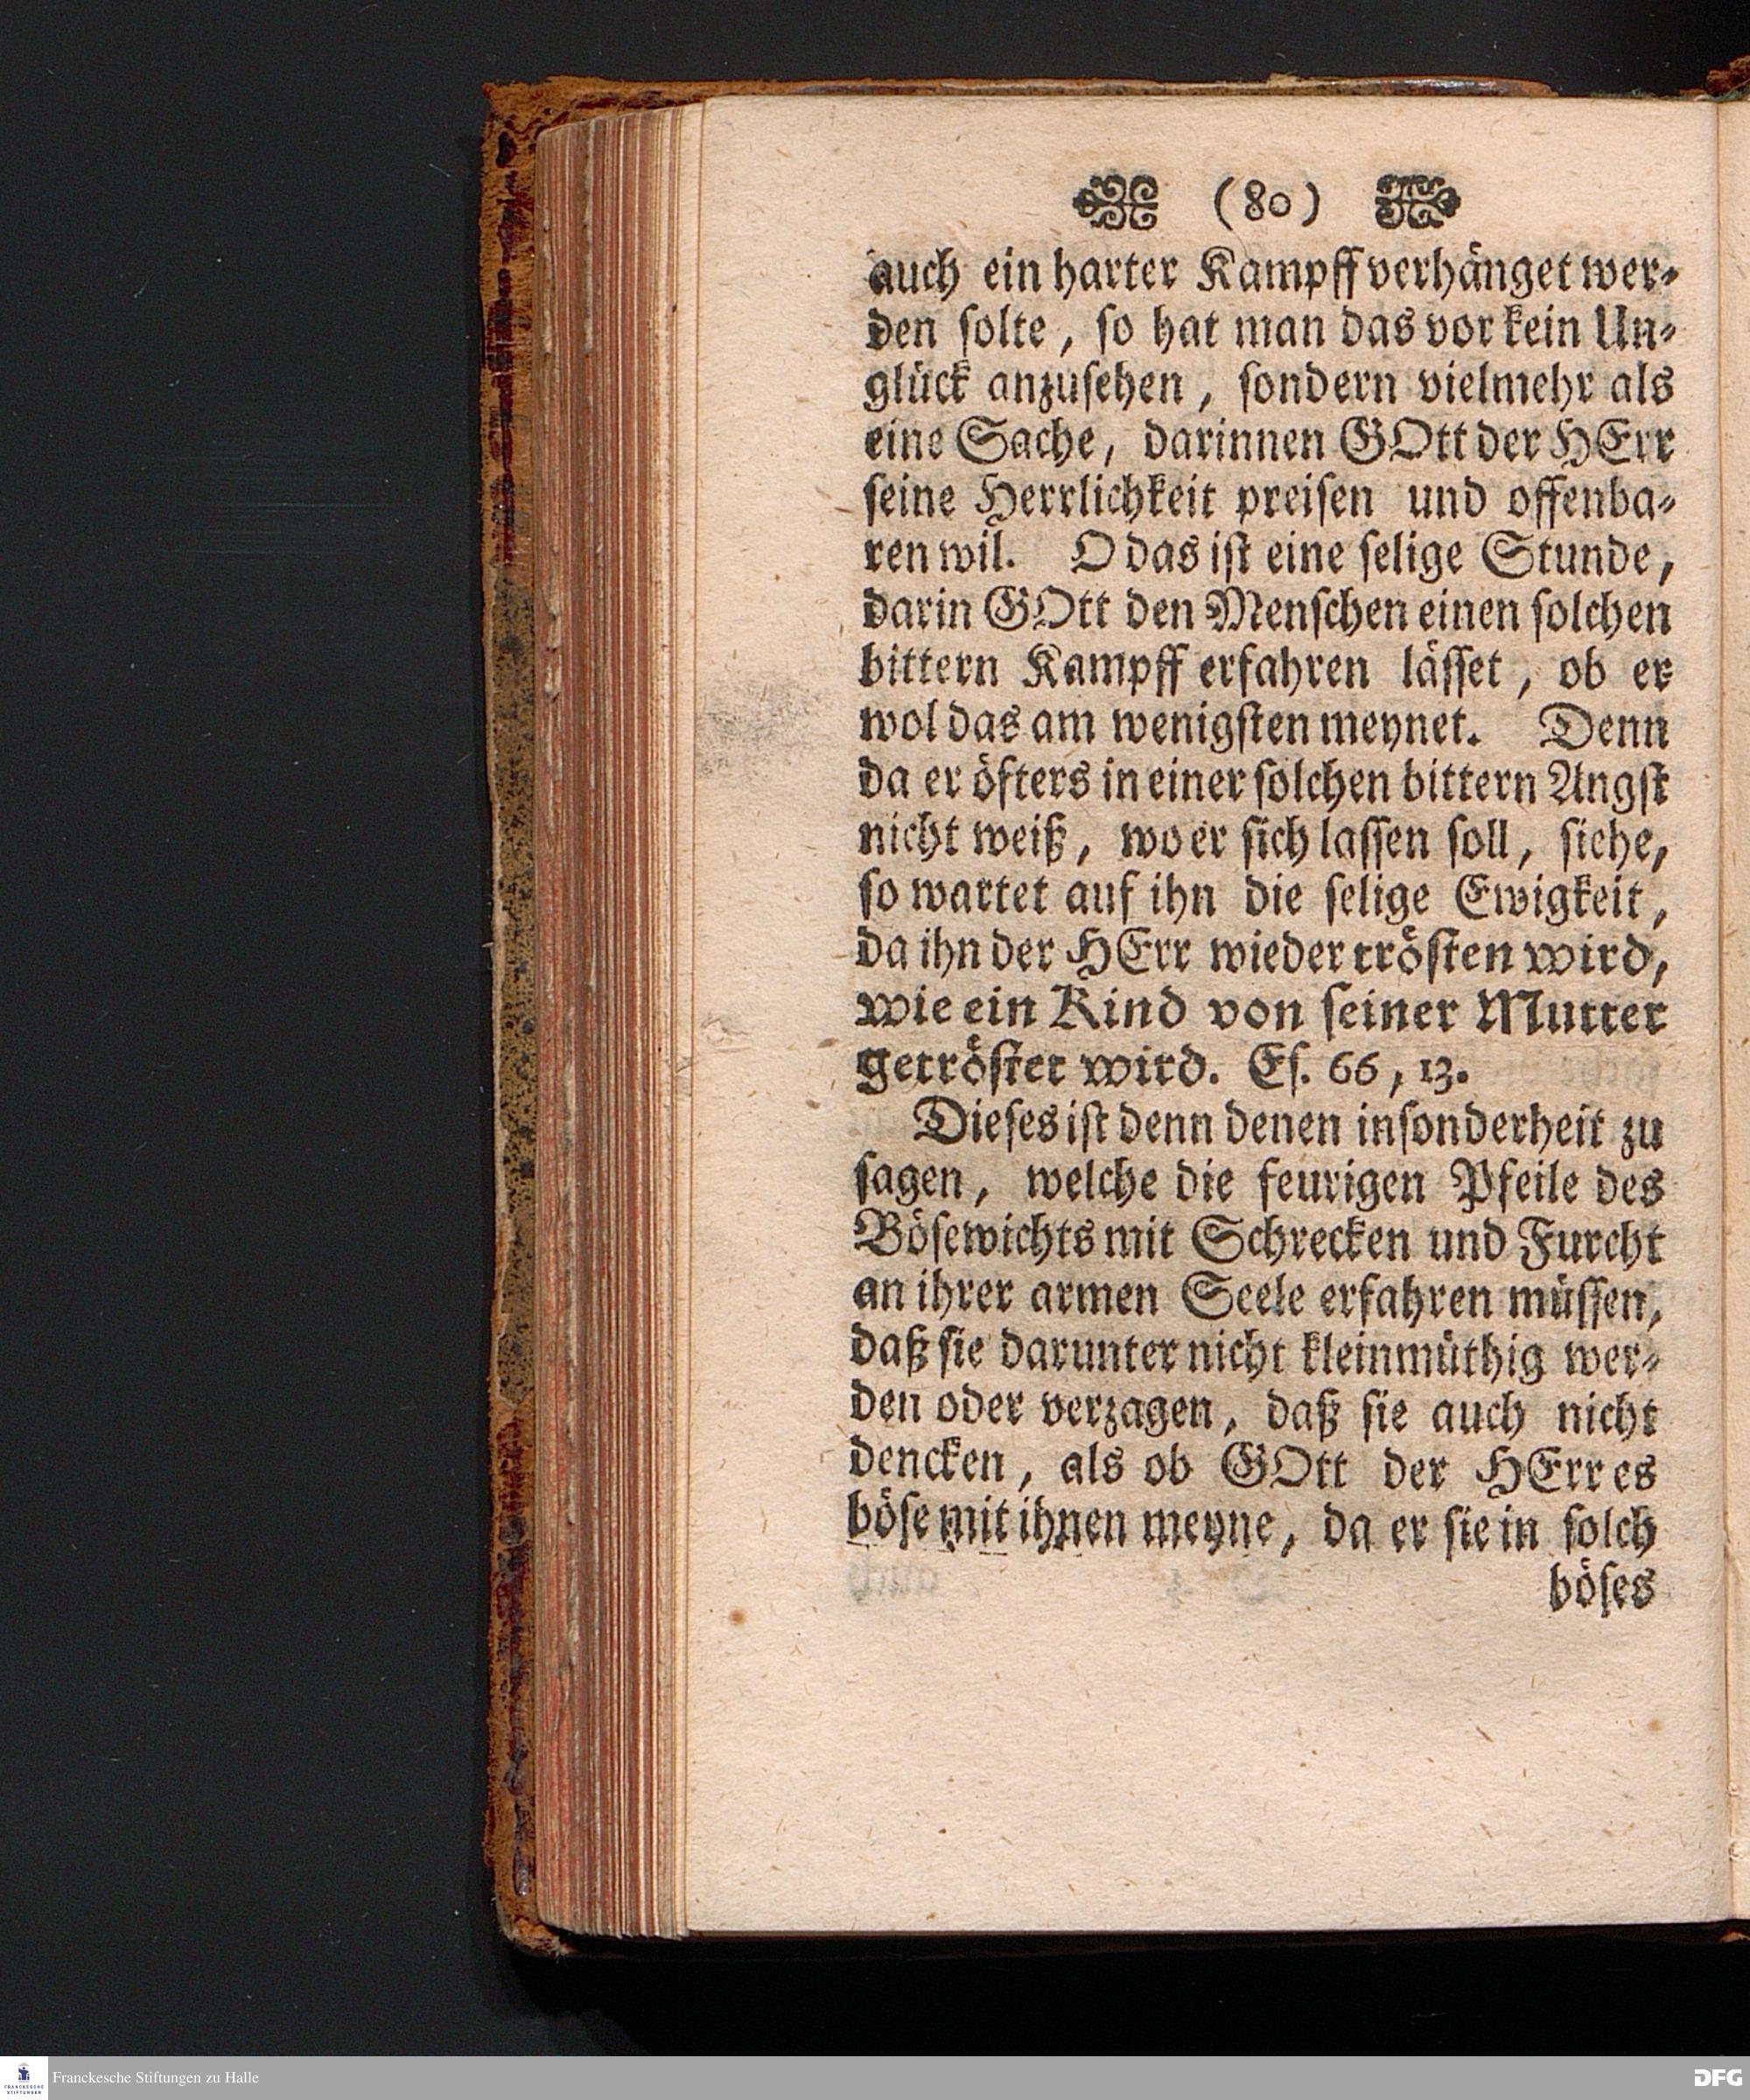 (80)
auch ein harter Kampff verhänget wer-
den ſolte, ſo hat man das vor kein Un-
glück anzuſehen, ſondern vielmehr als
eine Sache, darinnen GOtt der HErr
ſeine Herrlichkeit preiſen und offenba-
ren wil. O das iſt eine ſelige Stunde,
darin GOtt den Menſchen einen ſolchen
bittern Kampff erfahren läſſet, ob er
wol das am wenigſten meynet. Denn
da er öfters in einer ſolchen bittern Angſt
nicht weiß, wo er ſich laſſen ſoll, ſiehe,
ſo wartet auf ihn die ſelige Ewigkeit,
da ihn der HErr wieder tröſten wird,
wie ein Kind von ſeiner Mutter
getröſtet wird. Eſ. 66, 13.
Dieſes iſt denn denen inſonderheit zu
ſagen, welche die feurigen Pfeile des
Böſewichts mit Schrecken und Furcht
an ihrer armen Seele erfahren müſſen,
daß ſie darunter nicht kleinmüthig wer-
den oder verzagen, daß ſie auch nicht
dencken, als ob GOtt der HErr es
böſe mit ihnen meyne, da er ſie in ſolch
böſes
FRANCKESCHE STIFTUNGEN
Franckesche Stiftungen zu Halle
DFG